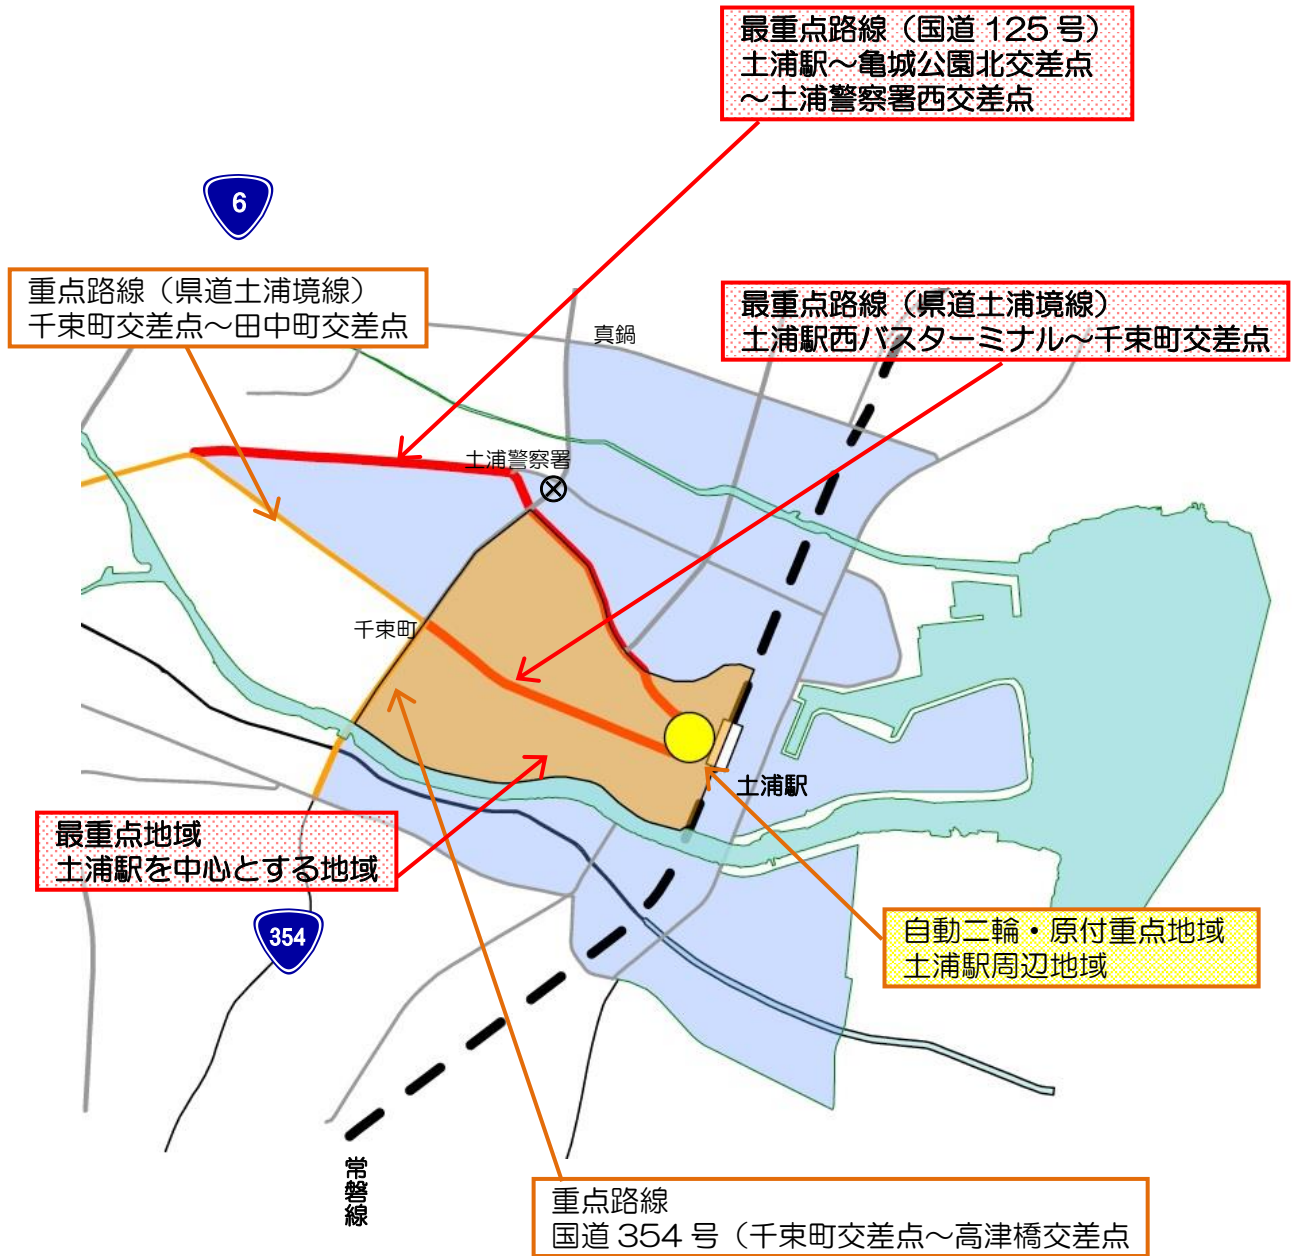 最重点路線（国道 125 号）
土浦駅～亀城公園北交差点
～土浦警察署西交差点
6
重点路線（県道土浦境線）
千束町交差点～田中町交差点
最重点路線（県道土浦境線）
土浦駅西バスターミナル～千束町交差点
真鍋
土浦警察署
千束町
土浦駅
最重点地域
土浦駅を中心とする地域
354
自動二輪・原付重点地域
土浦駅周辺地域
常磐線
重点路線
国道 354 号（千束町交差点～高津橋交差点